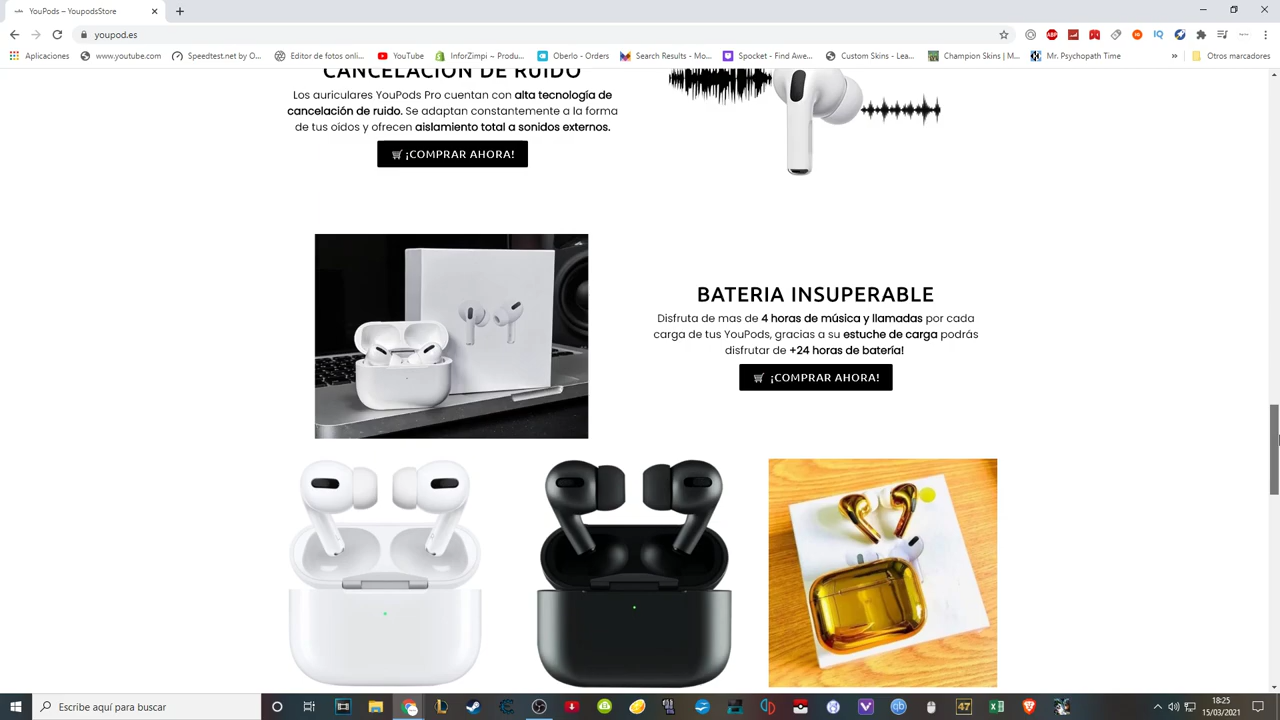 YouPods – YoupodsStore
youpod.es
Aplicaciones
www.youtube.com
Speedtest.net by O...
Editor de fotos onli...
YouTube
InforZimpi – Produ...
Oberlo - Orders
Search Results - Mo...
Spocket - Find Awe...
Custom Skins - Lea...
Champion Skins | M...
Mr. Psychopath Time
»
Otros marcadores
CANCELACIÓN DE RUIDO
Los auriculares YouPods Pro cuentan con alta tecnología de
cancelación de ruido. Se adaptan constantemente a la forma
de tus oídos y ofrecen aislamiento total a sonidos externos.
¡COMPRAR AHORA!
BATERIA INSUPERABLE
Disfruta de mas de 4 horas de música y llamadas por cada
carga de tus YouPods, gracias a su estuche de carga podrás
disfrutar de +24 horas de batería!
¡COMPRAR AHORA!
Escribe aquí para buscar
18:25
15/03/2021